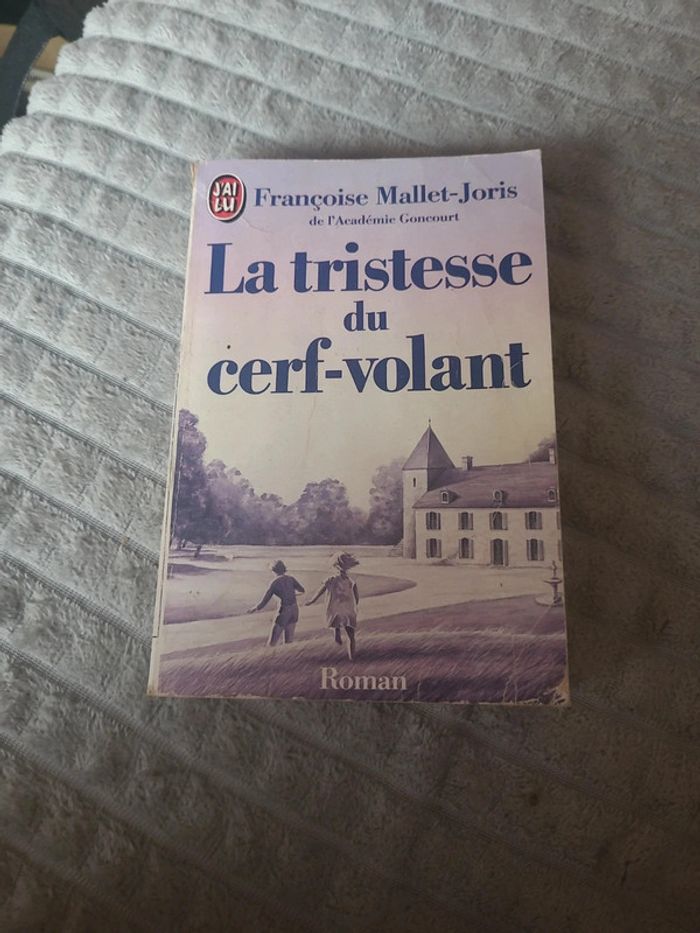 J'AI
LU
Françoise Mallet-Joris
de l'Académie Goncourt
La tristesse
du
cerf-volant
Roman